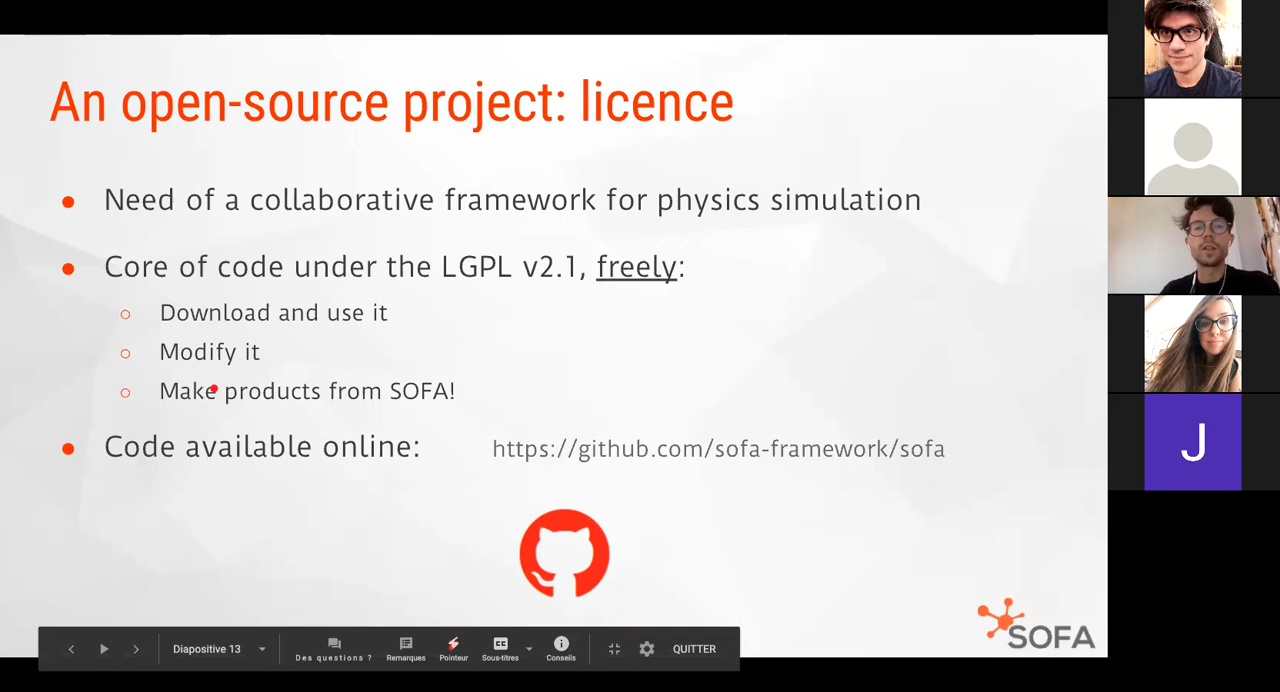 An open-source project: licence
Need of a collaborative framework for physics simulation
Core of code under the LGPL v2.1, freely:
Download and use it
Modify it
Make products from SOFA!
Code available online: https://github.com/sofa-framework/sofa
SOFA
Diapositive 13
Des questions ?
Remarques
Pointeur
CC
Sous-titres
Conseils
QUITTER
J